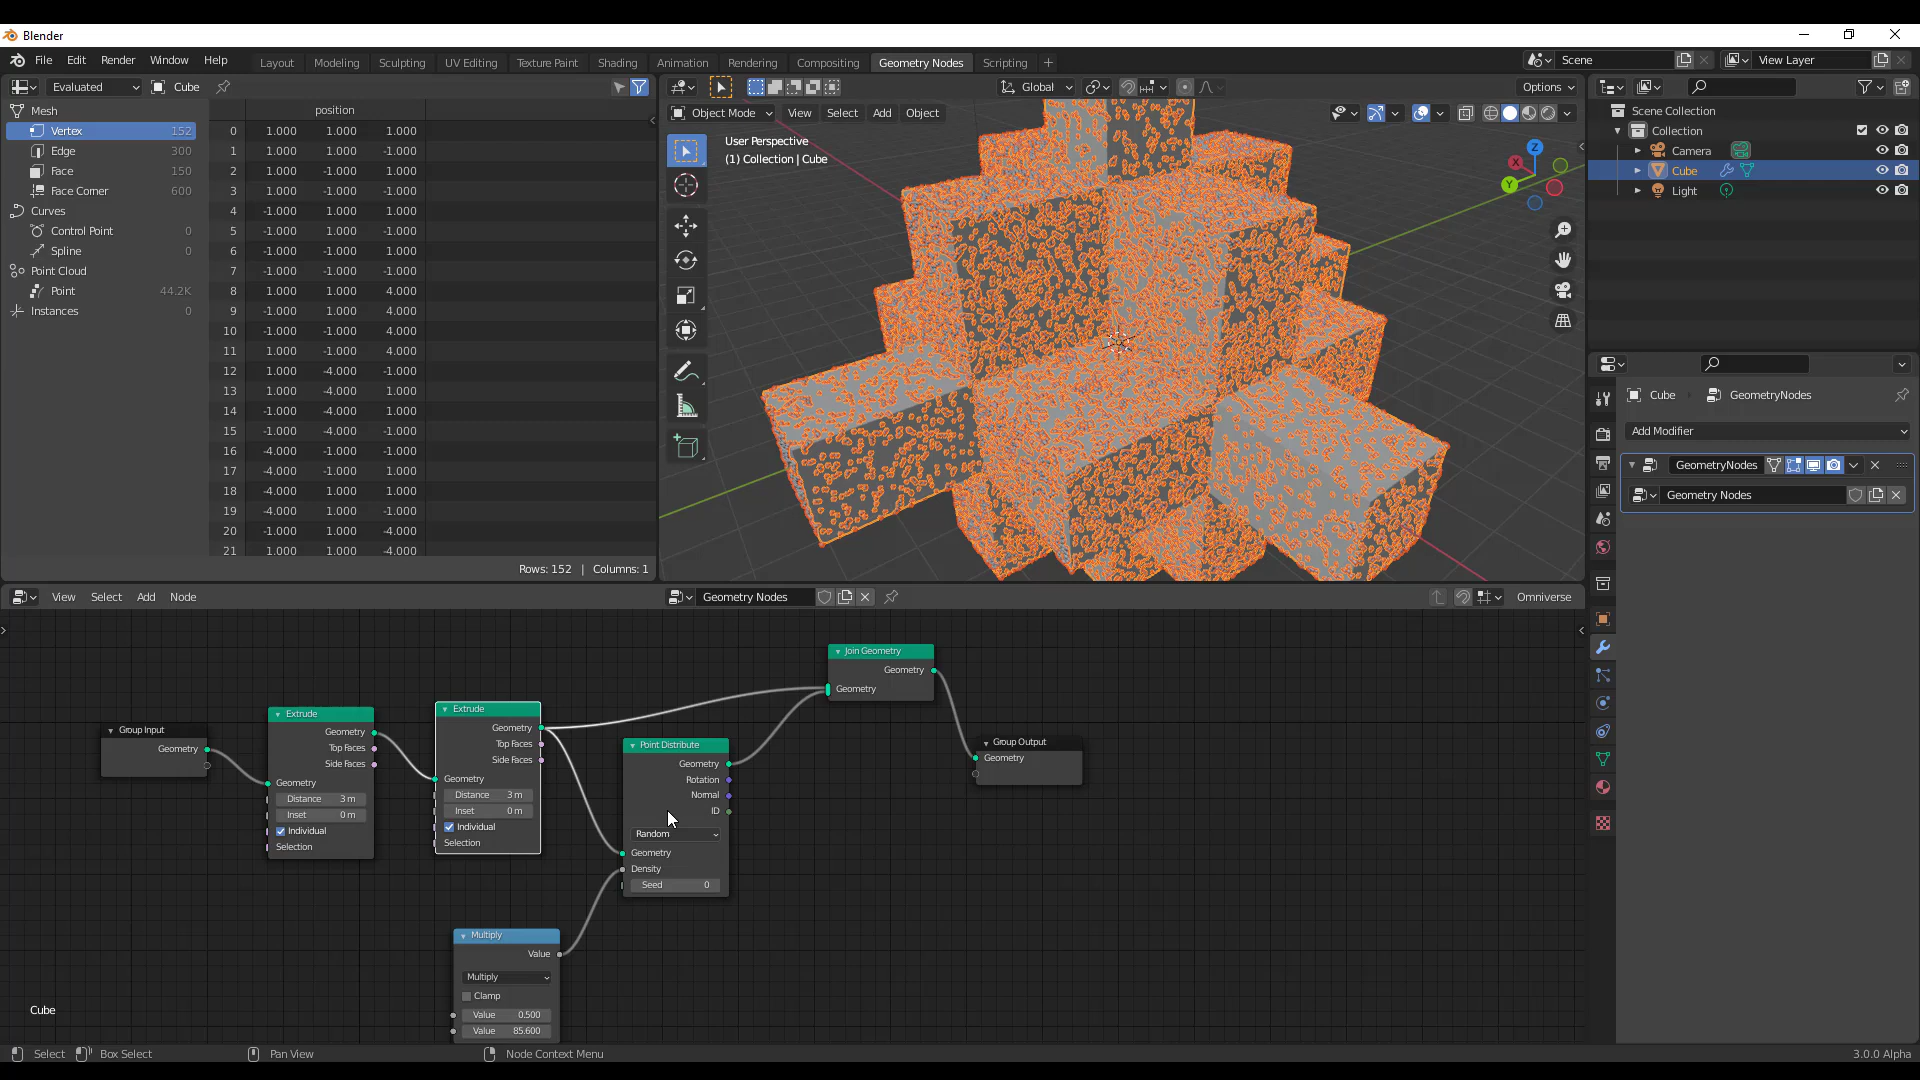 Blender
File Edit Render Window Help Layout Modeling Sculpting UV Editing Texture Paint Shading Animation Rendering Compositing Geometry Nodes Scripting + Scene View Layer
Evaluated Cube
Global Options
Object Mode View Select Add Object
Mesh
Vertex 152
Edge 300
Face 150
Face Corner 600
Curves
Control Point 0
Spline 0
Point Cloud
Point 44.2K
Instances 0
position
0 1.000 1.000 1.000
1 1.000 1.000 -1.000
2 1.000 -1.000 1.000
3 1.000 -1.000 -1.000
4 -1.000 1.000 1.000
5 -1.000 1.000 -1.000
6 -1.000 -1.000 1.000
7 -1.000 -1.000 -1.000
8 1.000 1.000 4.000
9 -1.000 1.000 4.000
10 -1.000 -1.000 4.000
11 1.000 -1.000 4.000
12 1.000 -4.000 -1.000
13 1.000 -4.000 1.000
14 -1.000 -4.000 1.000
15 -1.000 -4.000 -1.000
16 -4.000 -1.000 -1.000
17 -4.000 -1.000 1.000
18 -4.000 1.000 1.000
19 -4.000 1.000 -1.000
20 -1.000 1.000 -4.000
21 1.000 1.000 -4.000
Rows: 152 | Columns: 1
User Perspective
(1) Collection | Cube
Z
X
Y
Scene Collection
Collection
Camera
Cube
Light
Cube GeometryNodes
Add Modifier
GeometryNodes
Geometry Nodes
View Select Add Node Geometry Nodes Omniverse
Group Input
Geometry
Extrude
Geometry
Top Faces
Side Faces
Geometry
Distance 3 m
Inset 0 m
Individual
Selection
Extrude
Geometry
Top Faces
Side Faces
Geometry
Distance 3 m
Inset 0 m
Individual
Selection
Point Distribute
Geometry
Rotation
Normal
ID
Random
Geometry
Density
Seed 0
Join Geometry
Geometry
Geometry
Group Output
Geometry
Multiply
Value
Multiply
Clamp
Value 0.500
Value 85.600
Cube
Select Box Select Pan View Node Context Menu 3.0.0 Alpha